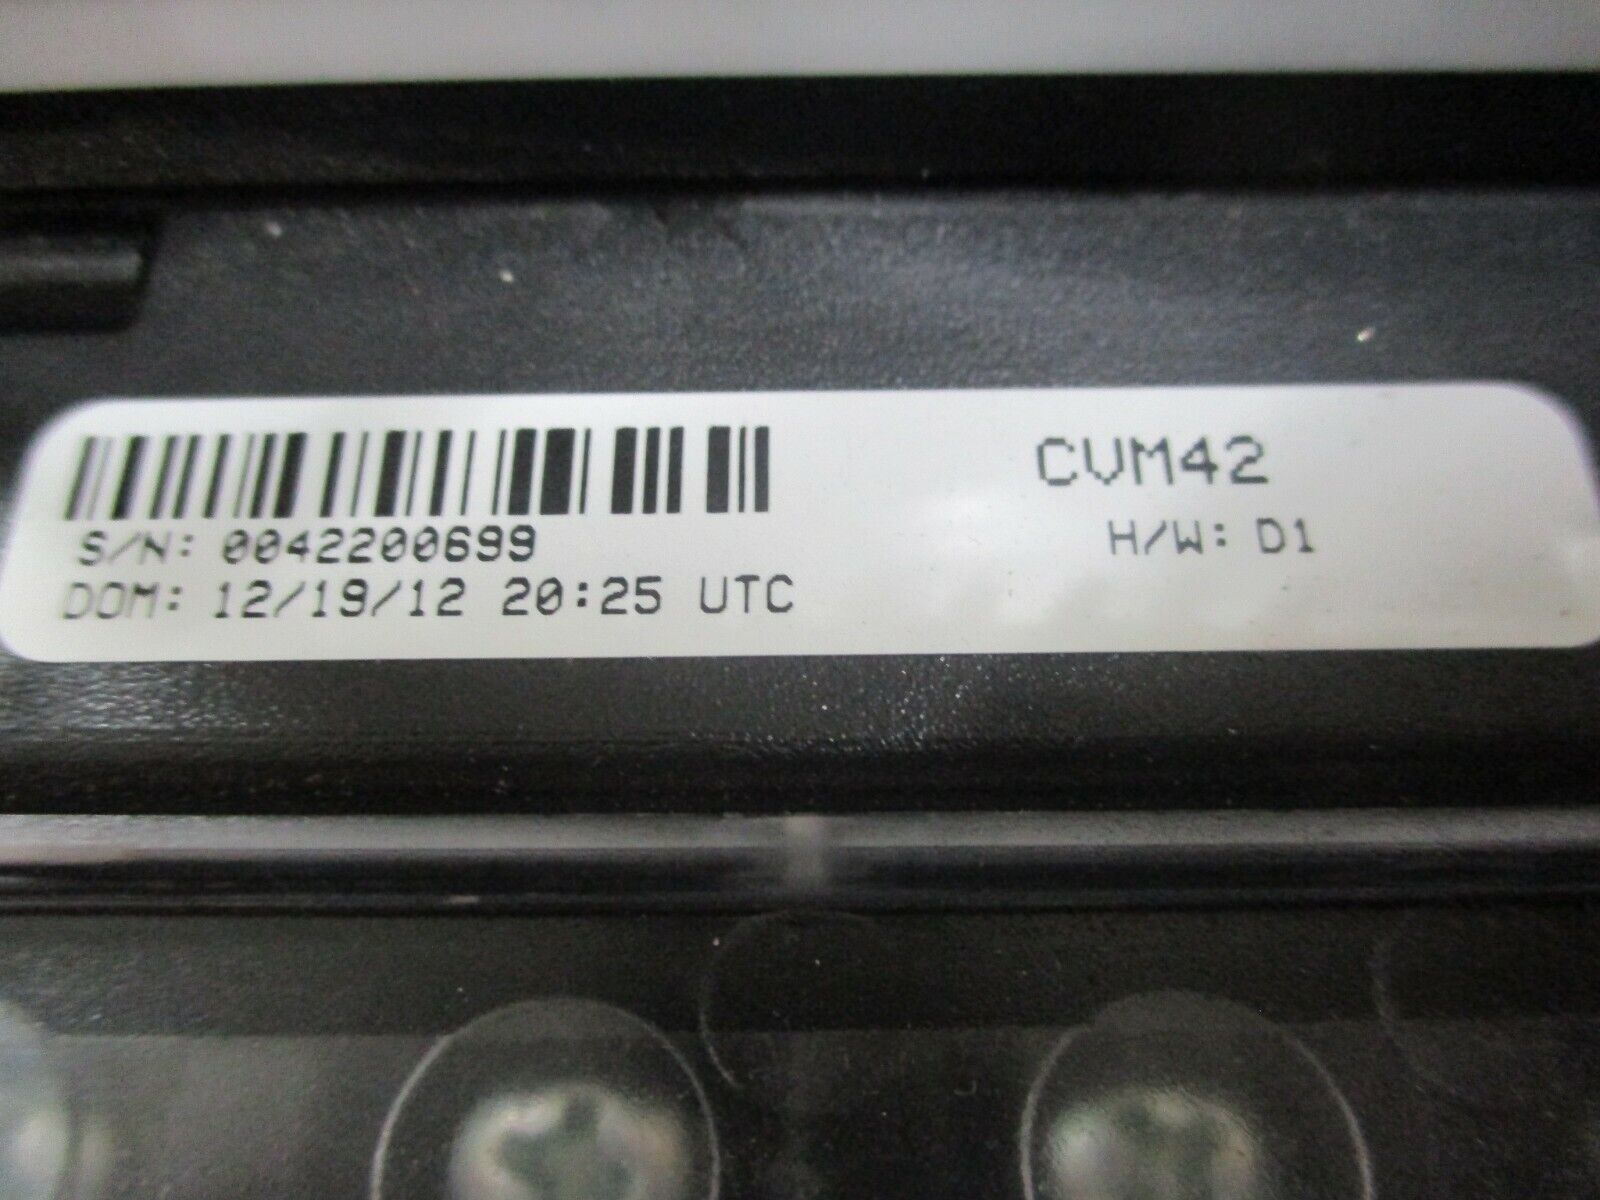 CVM42
S/N: 0042200699
H/W: D1
DOM: 12/19/12 20:25 UTC